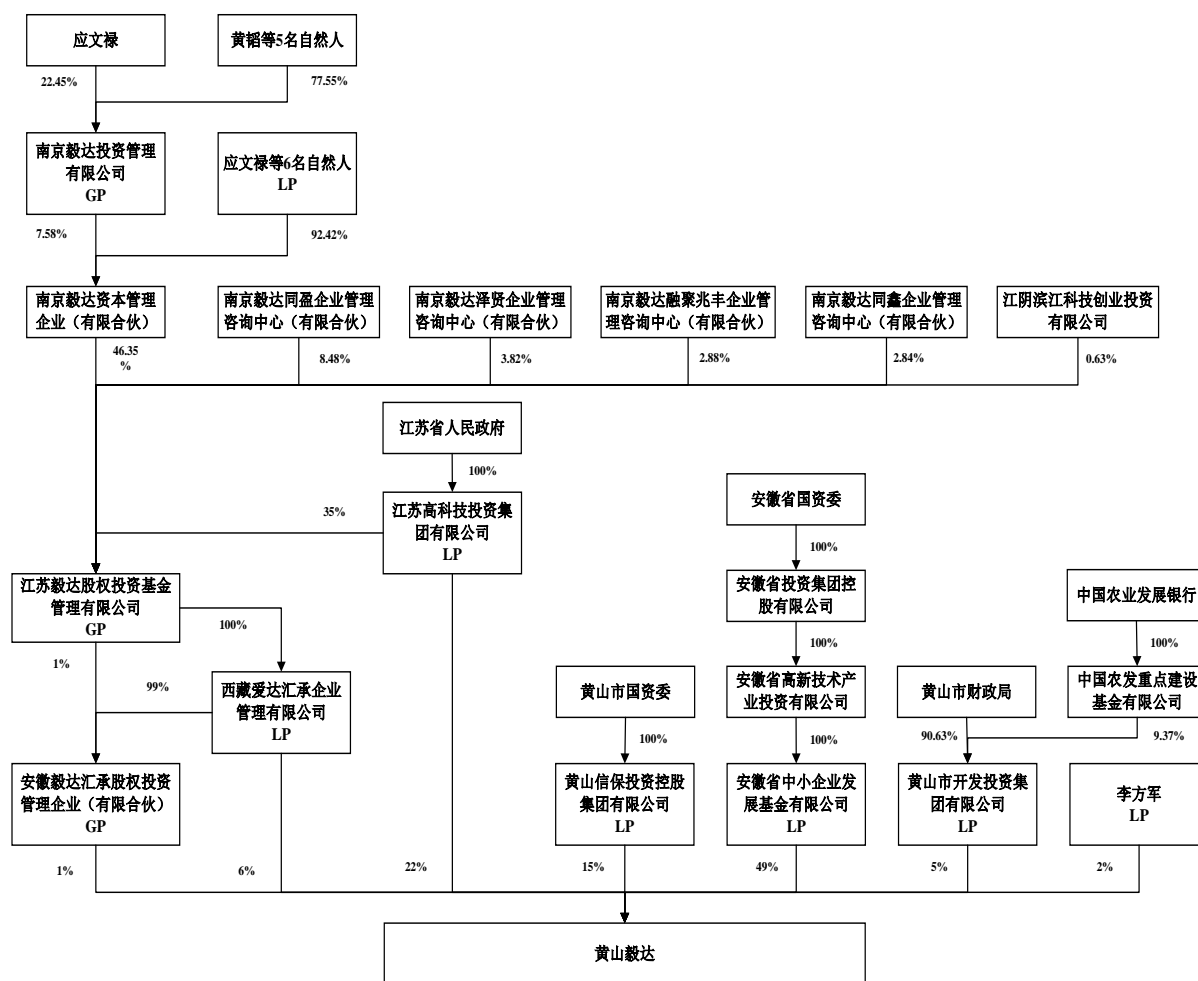 应文禄
黄韬等5名自然人
22.45%
77.55%
南京毅达投资管理
有限公司
GP
应文禄等6名自然人
LP
7.58%
92.42%
南京毅达资本管理
企业（有限合伙）
南京毅达同盈企业管理
咨询中心（有限合伙）
南京毅达泽贤企业管理
咨询中心（有限合伙）
南京毅达融聚兆丰企业管
理咨询中心（有限合伙）
南京毅达同鑫企业管理
咨询中心（有限合伙）
江阴滨江科技创业投资
有限公司
46.35
%
8.48%
3.82%
2.88%
2.84%
0.63%
江苏省人民政府
100%
江苏高科技投资集
团有限公司
LP
35%
安徽省国资委
100%
江苏毅达股权投资基金
管理有限公司
GP
安徽省投资集团控
股有限公司
中国农业发展银行
100%
100%
100%
1%
99%
西藏爱达汇承企业
管理有限公司
LP
黄山市国资委
安徽省高新技术产
业投资有限公司
黄山市财政局
中国农发重点建设
基金有限公司
100%
100%
90.63%
9.37%
安徽毅达汇承股权投资
管理企业（有限合伙）
GP
黄山信保投资控股
集团有限公司
LP
安徽省中小企业发
展基金有限公司
LP
黄山市开发投资集
团有限公司
LP
李方军
LP
1%
6%
22%
15%
49%
5%
2%
黄山毅达